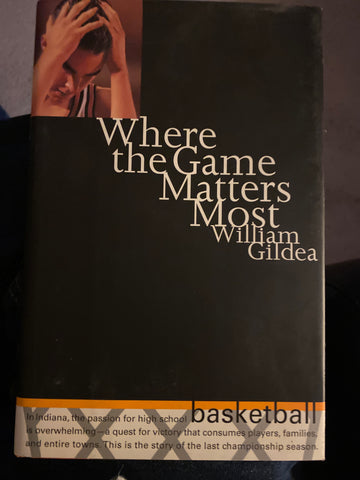 Where
the Game
Matters
Most
William
Gildea
In Indiana, the passion for high school basketball
is overwhelming—a quest for victory that consumes players, families,
and entire towns. This is the story of the last championship season.